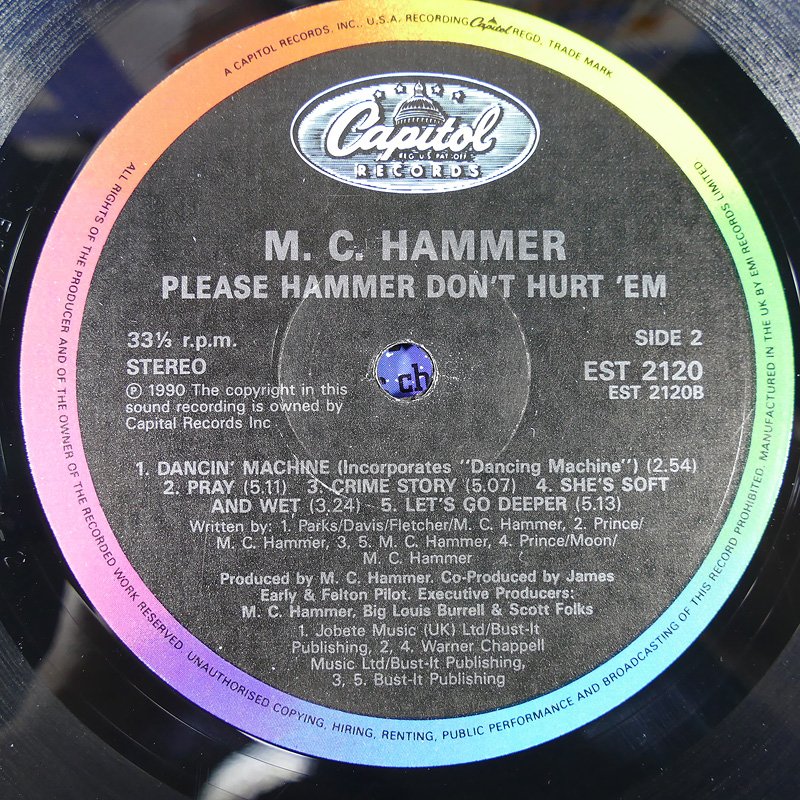 A CAPITOL RECORDS, INC., U.S.A. RECORDING Capitol REGD. TRADE MARK
Capitol
REG. U.S. PAT. OFF.
RECORDS
M. C. HAMMER
PLEASE HAMMER DON'T HURT 'EM
33⅓ r.p.m.
STEREO
℗ 1990 The copyright in this
sound recording is owned by
Capital Records Inc
SIDE 2
EST 2120
EST 2120B
ch
1. DANCIN' MACHINE (Incorporates "Dancing Machine") (2.54)
2. PRAY (5.11) 3. CRIME STORY (5.07) 4. SHE'S SOFT
AND WET (3.24) 5. LET'S GO DEEPER (5.13)
Written by: 1. Parks/Davis/Fletcher/M. C. Hammer, 2. Prince/
M. C. Hammer, 3, 5. M. C. Hammer, 4. Prince/Moon/
M. C. Hammer
Produced by M. C. Hammer. Co-Produced by James
Early & Felton Pilot. Executive Producers:
M. C. Hammer, Big Louis Burrell & Scott Folks
1. Jobete Music (UK) Ltd/Bust-It
Publishing, 2, 4. Warner Chappell
Music Ltd/Bust-It Publishing,
3, 5. Bust-It Publishing
ALL RIGHTS OF THE PRODUCER AND OF THE OWNER OF THE RECORDED WORK RESERVED. UNAUTHORISED COPYING, HIRING, RENTING, PUBLIC PERFORMANCE AND BROADCASTING OF THIS RECORD PROHIBITED. MANUFACTURED IN THE UK BY EMI RECORDS LIMITED